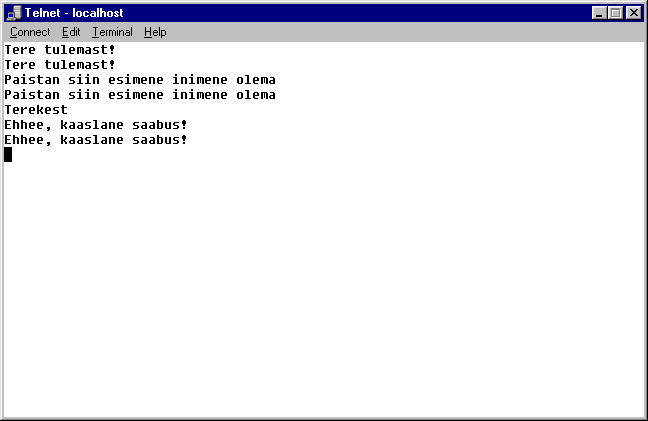 Telnet - localhost
Connect Edit Terminal Help
Tere tulemast!
Tere tulemast!
Paistan siin esimene inimene olema
Paistan siin esimene inimene olema
Terekest
Ehhee, kaaslane saabus!
Ehhee, kaaslane saabus!